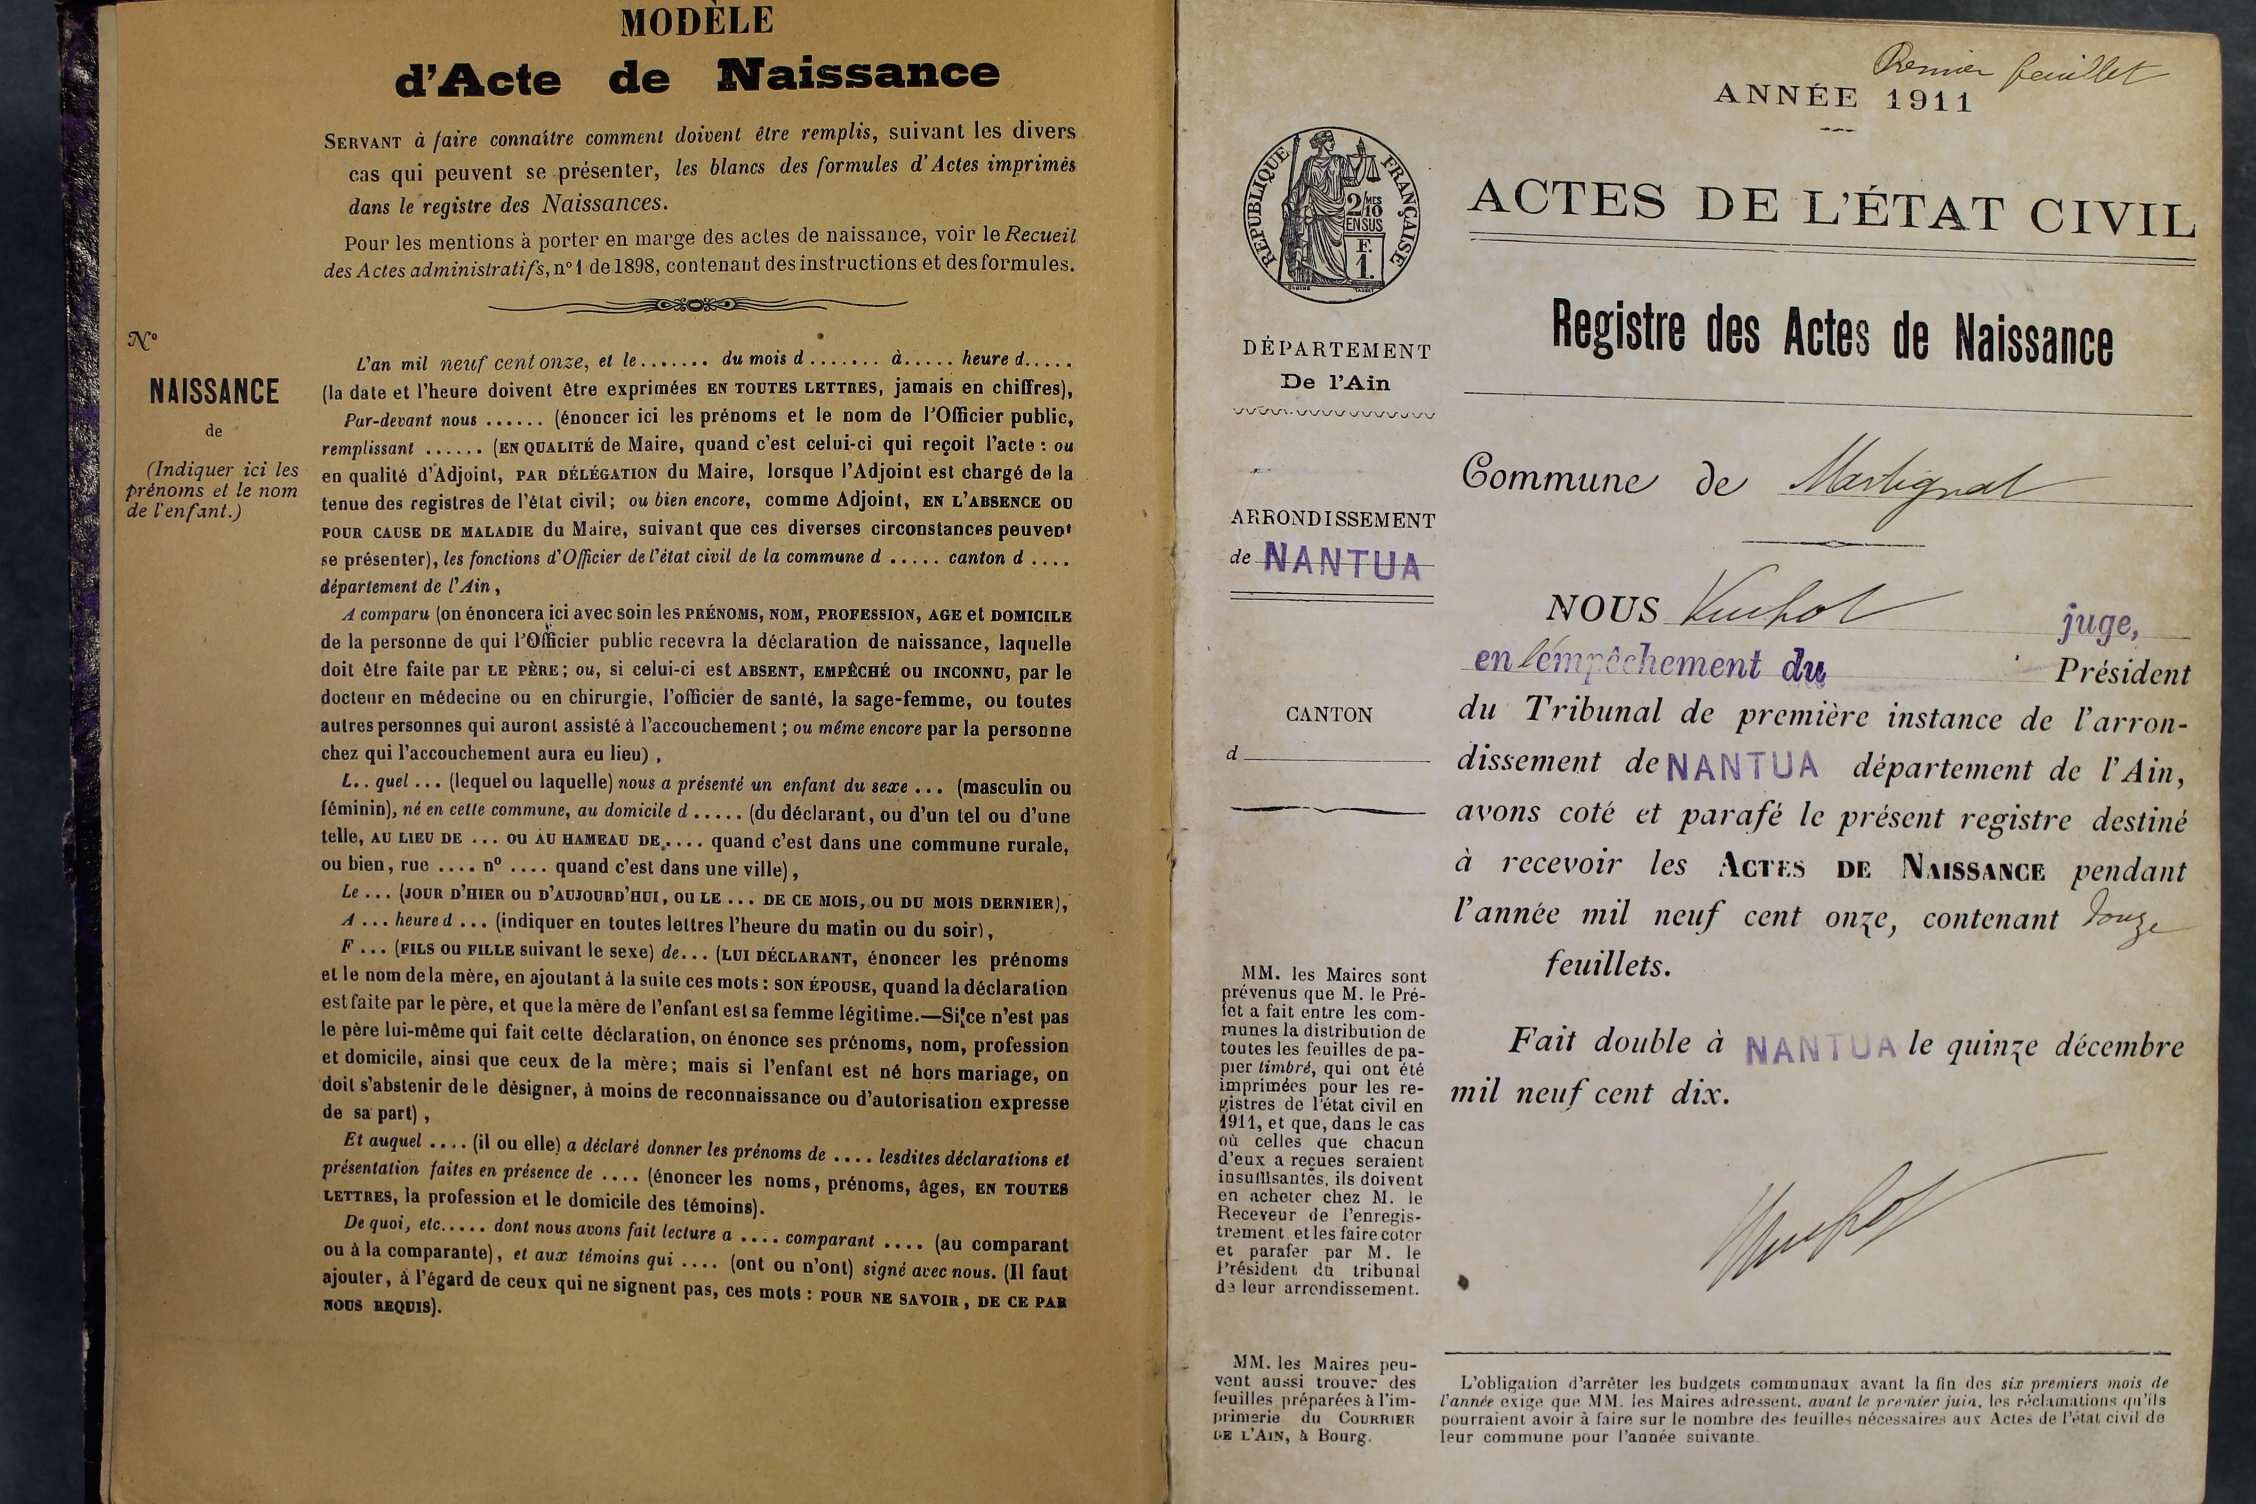 MODÈLE
d'Acte de Naissance
SERVANT à faire connaître comment doivent être remplis, suivant les divers
cas qui peuvent se présenter, les blancs des formules d'Actes imprimés
dans le registre des Naissances.
Pour les mentions à porter en marge des actes de naissance, voir le Recueil
des Actes administratifs, n° 1 de 1898, contenant des instructions et des formules.
N°
NAISSANCE
de
(Indiquer ici les
prénoms et le nom
de l'enfant.)
L'an mil neuf cent onze, et le ....... du mois d ....... à ..... heure d.....
(la date et l'heure doivent être exprimées EN TOUTES LETTRES, jamais en chiffres),
Par-devant nous ...... (énoncer ici les prénoms et le nom de l'Officier public,
remplissant ...... (EN QUALITÉ de Maire, quand c'est celui-ci qui reçoit l'acte : ou
en qualité d'Adjoint, PAR DÉLÉGATION du Maire, lorsque l'Adjoint est chargé de la
tenue des registres de l'état civil; ou bien encore, comme Adjoint, EN L'ABSENCE OU
POUR CAUSE DE MALADIE du Maire, suivant que ces diverses circonstances peuvent
se présenter), les fonctions d'Officier de l'état civil de la commune d ..... canton d ....
département de l'Ain,
A comparu (on énoncera ici avec soin les PRÉNOMS, NOM, PROFESSION, AGE et DOMICILE
de la personne de qui l'Officier public recevra la déclaration de naissance, laquelle
doit être faite par LE PÈRE; ou, si celui-ci est ABSENT, EMPÊCHÉ OU INCONNU, par le
docteur en médecine ou en chirurgie, l'officier de santé, la sage-femme, ou toutes
autres personnes qui auront assisté à l'accouchement ; ou même encore par la personne
chez qui l'accouchement aura eu lieu),
L.. quel ... (lequel ou laquelle) nous a présenté un enfant du sexe ... (masculin ou
féminin), né en cette commune, au domicile d ..... (du déclarant, ou d'un tel ou d'une
telle, AU LIEU DE ... OU AU HAMEAU DE..... quand c'est dans une commune rurale,
ou bien, rue .... n° .... quand c'est dans une ville),
Le ... (JOUR D'HIER OU D'AUJOURD'HUI, OU LE ... DE CE MOIS, OU DU MOIS DERNIER),
A ... heure d ... (indiquer en toutes lettres l'heure du matin ou du soir),
F ... (FILS OU FILLE suivant le sexe) de... (LUI DÉCLARANT, énoncer les prénoms
et le nom de la mère, en ajoutant à la suite ces mots : SON ÉPOUSE, quand la déclaration
est faite par le père, et que la mère de l'enfant est sa femme légitime.—Si ce n'est pas
le père lui-même qui fait cette déclaration, on énonce ses prénoms, nom, profession
et domicile, ainsi que ceux de la mère; mais si l'enfant est né hors mariage, on
doit s'abstenir de le désigner, à moins de reconnaissance ou d'autorisation expresse
de sa part),
Et auquel .... (il ou elle) a déclaré donner les prénoms de .... lesdites déclarations et
présentation faites en présence de .... (énoncer les noms, prénoms, âges, EN TOUTES
LETTRES, la profession et le domicile des témoins).
De quoi, etc..... dont nous avons fait lecture a .... comparant .... (au comparant
ou à la comparante), et aux témoins qui .... (ont ou n'ont) signé avec nous. (Il faut
ajouter, à l'égard de ceux qui ne signent pas, ces mots : POUR NE SAVOIR, DE CE PAR
NOUS REQUIS).
Premier feuillet
ANNÉE 1911
RÉPUBLIQUE FRANÇAISE
2/10 MES
EN SUS
F.
1.
ACTES DE L'ÉTAT CIVIL
Registre des Actes de Naissance
DÉPARTEMENT
De l'Ain
ARRONDISSEMENT
de NANTUA
CANTON
d
MM. les Maires sont
prévenus que M. le Pré-
fet a fait entre les com-
munes la distribution de
toutes les feuilles de pa-
pier timbré, qui ont été
imprimées pour les re-
gistres de l'état civil en
1911, et que, dans le cas
où celles que chacun
d'eux a reçues seraient
insuffisantes, ils doivent
en acheter chez M. le
Receveur de l'enregis-
trement et les faire coter
et parafer par M. le
Président du tribunal
de leur arrondissement.
MM. les Maires peu-
vent aussi trouver des
feuilles préparées à l'im-
primerie du COURRIER
DE L'AIN, à Bourg.
Commune de Martignat
NOUS juge,
en l'empêchement du Président
du Tribunal de première instance de l'arron-
dissement de NANTUA département de l'Ain,
avons coté et parafé le présent registre destiné
à recevoir les ACTES DE NAISSANCE pendant
l'année mil neuf cent onze, contenant douze
feuillets.
Fait double à NANTUA le quinze décembre
mil neuf cent dix.
L'obligation d'arrêter les budgets communaux avant la fin des six premiers mois de
l'année exige que MM. les Maires adressent, avant le premier juin, les réclamations qu'ils
pourraient avoir à faire sur le nombre des feuilles nécessaires aux Actes de l'état civil de
leur commune pour l'année suivante.